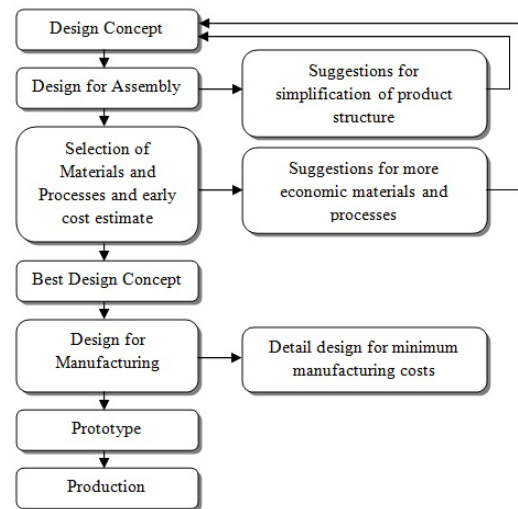 Design Concept
Design for Assembly
Suggestions for
simplification of product
structure
Selection of
Materials and
Processes and early
cost estimate
Suggestions for more
economic materials and
processes
Best Design Concept
Design for
Manufacturing
Detail design for minimum
manufacturing costs
Prototype
Production